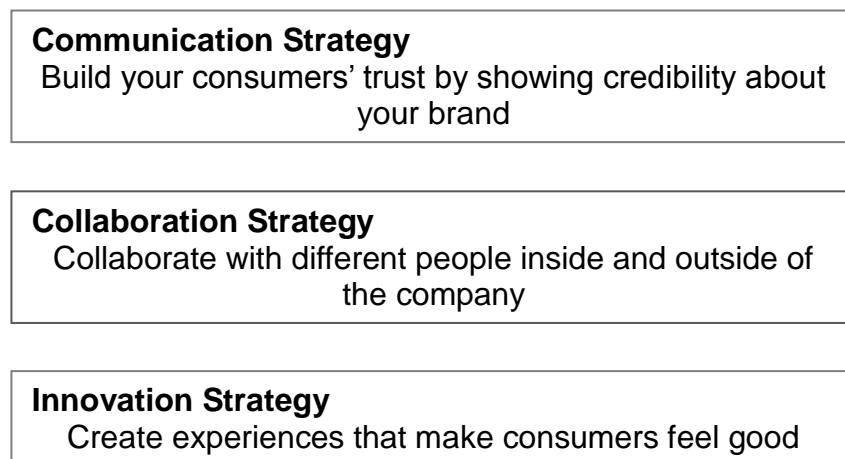 Communication Strategy
Build your consumers’ trust by showing credibility about
your brand
Collaboration Strategy
Collaborate with different people inside and outside of
the company
Innovation Strategy
Create experiences that make consumers feel good